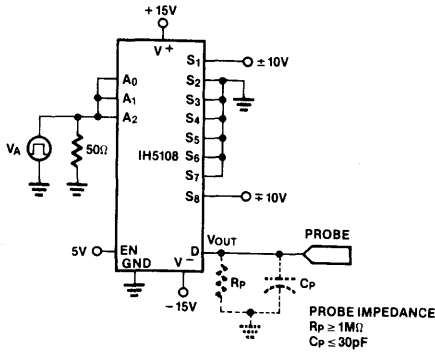 +15V
V+
A0
A1
A2
VA
50Ω
IH5108
S1
±10V
S2
S3
S4
S5
S6
S7
S8
∓10V
5V
EN
GND
V−
−15V
D
VOUT
PROBE
RP
CP
PROBE IMPEDANCE
RP ≥ 1MΩ
CP ≤ 30pF